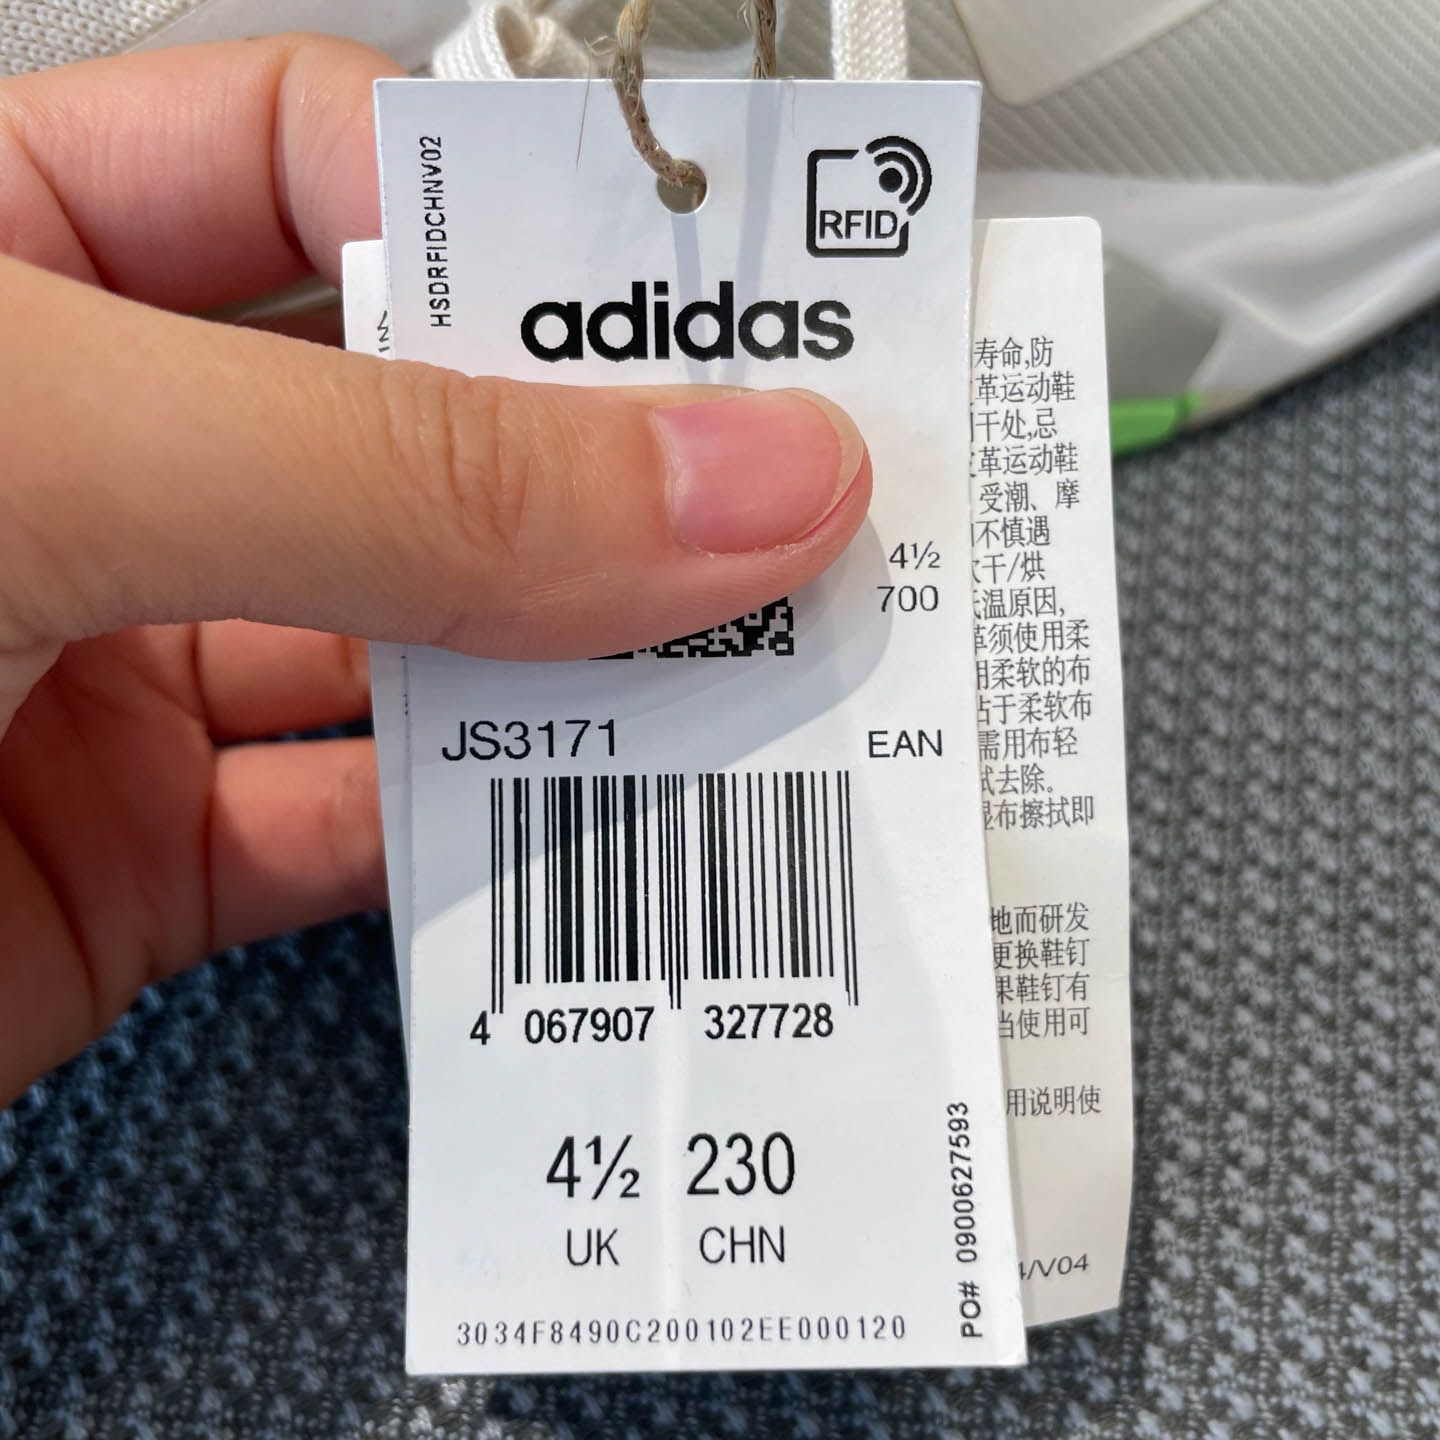 HSDRFIDCHNV02
RFID
adidas
4½
700
JS3171
EAN
4 067907 327728
4½ 230
UK CHN
PO# 0900627593
3034F8490C200102EE000120
寿命,防
革运动鞋
干处,忌
革运动鞋
受潮、摩
不慎遇
干/烘
温原因,
须使用柔
用柔软的布
于柔软布
需用布轻
拭去除。
布擦拭即
地而研发
更换鞋钉
果鞋钉有
当使用可
用说明使
/V04